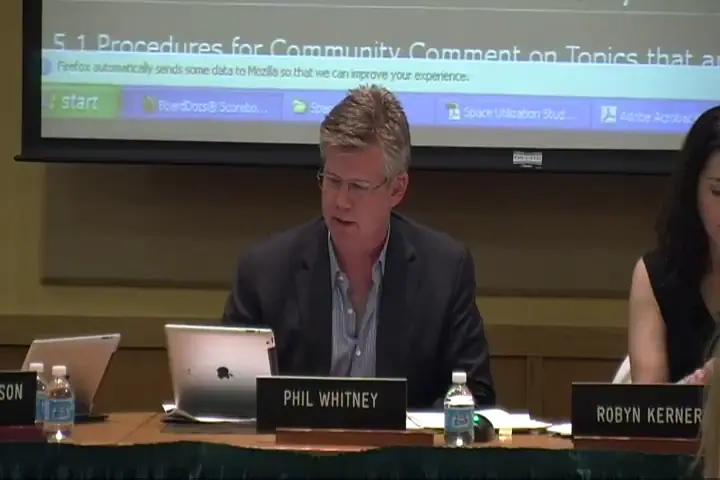 5.1 Procedures for Community Comment on Topics that a
Firefox automatically sends some data to Mozilla so that we can improve your experience.
start
BoardDocs® Scorebo...
Spac
Space Utilization Stud...
Adobe Acrobat
SON
PHIL WHITNEY
ROBYN KERNER